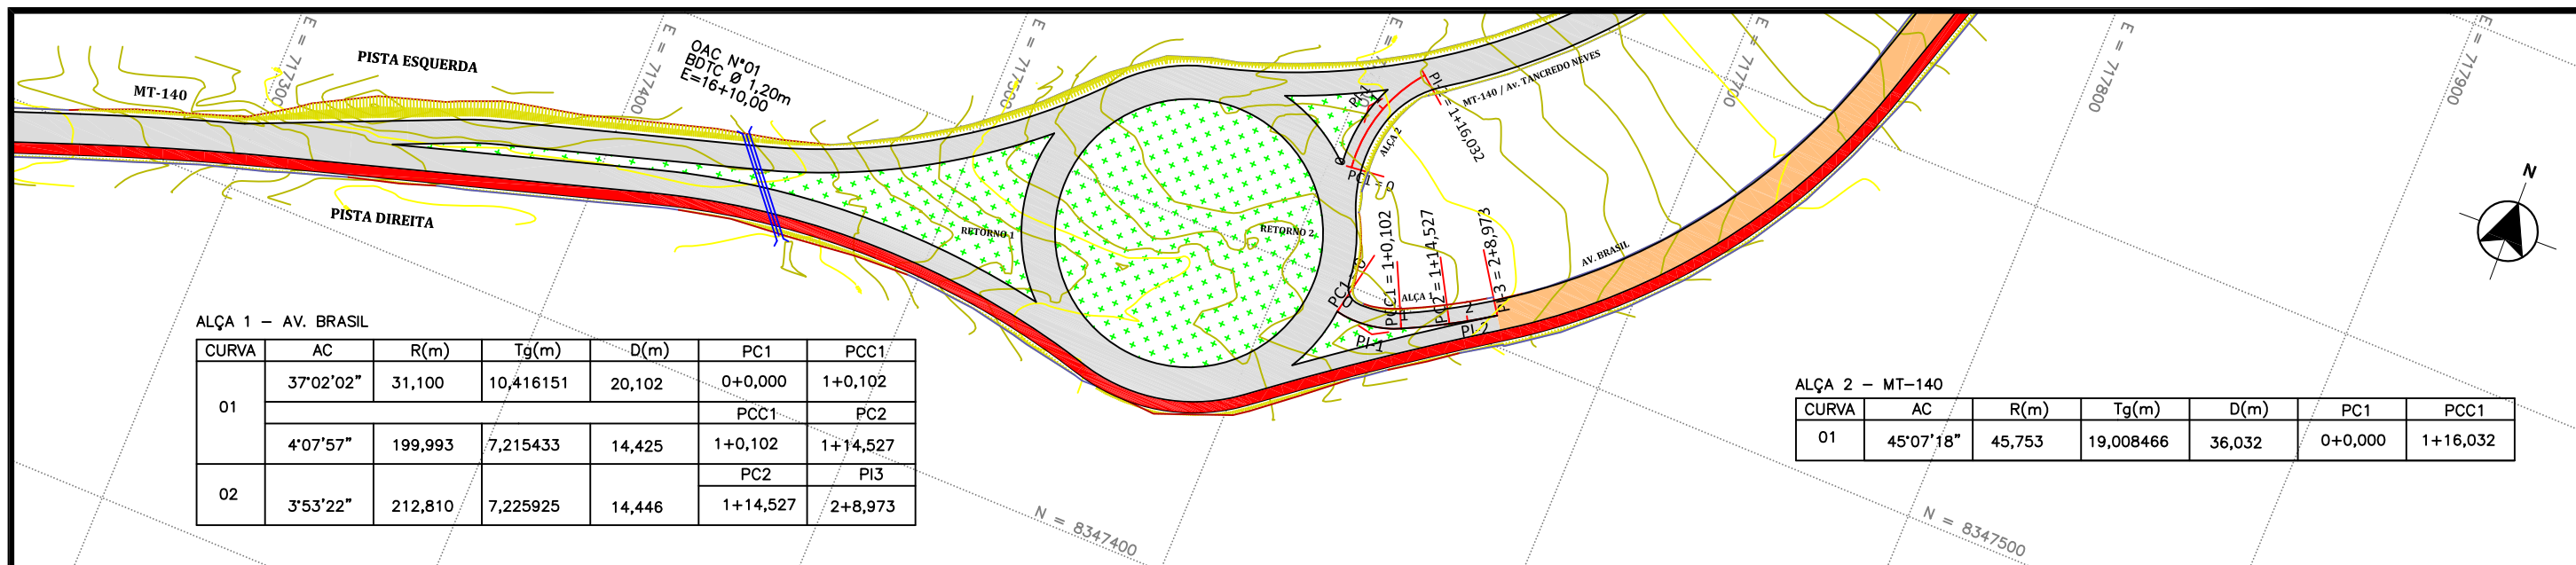 E = 717300
E = 717400
E = 717500
E = 717700
E = 717800
E = 717900
PISTA ESQUERDA
MT-140
OAC N°01
BDTC Ø 1,20m
E=16+10,00
PISTA DIREITA
RETORNO 1
RETORNO 2
MT-140 / Av. TANCREDO NEVES
ALÇA 2
0
PC1 = 0
1
= 1+16,032
AV. BRASIL
N
PC1
0
PCC1 = 1+0,102
PC2 = 1+14,527
PI-3 = 2+8,973
ALÇA 1
1
2
PI-1
PI-2
ALÇA 1 – AV. BRASIL
CURVA AC R(m) Tg(m) D(m) PC1 PCC1
01 37°02'02" 31,100 10,416151 20,102 0+0,000 1+0,102
PCC1 PC2
4°07'57" 199,993 7,215433 14,425 1+0,102 1+14,527
PC2 PI3
02 3°53'22" 212,810 7,225925 14,446 1+14,527 2+8,973
ALÇA 2 – MT-140
CURVA AC R(m) Tg(m) D(m) PC1 PCC1
01 45°07'18" 45,753 19,008466 36,032 0+0,000 1+16,032
N = 8347400
N = 8347500